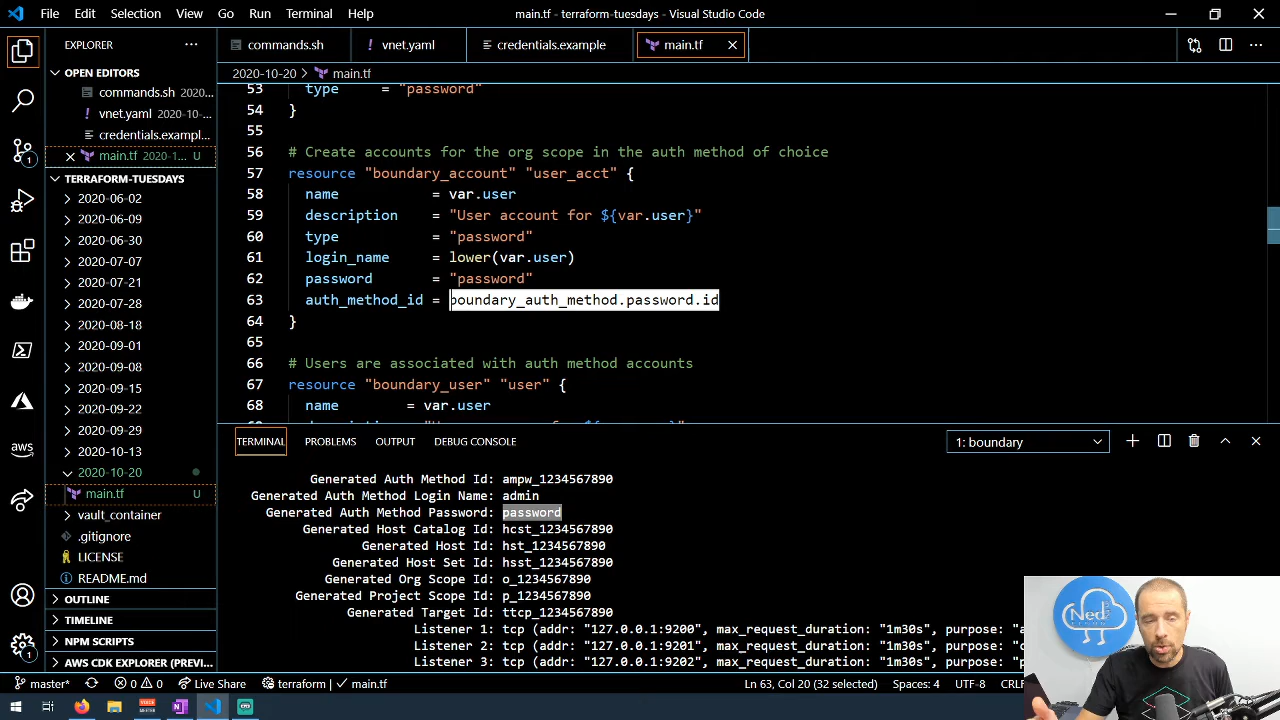 File Edit Selection View Go Run Terminal Help
main.tf - terraform-tuesdays - Visual Studio Code
EXPLORER
OPEN EDITORS
commands.sh 2020...
vnet.yaml 2020-10-...
credentials.exampl...
main.tf 2020-1... U
TERRAFORM-TUESDAYS
2020-06-02
2020-06-09
2020-06-30
2020-07-07
2020-07-21
2020-07-28
2020-08-18
2020-09-01
2020-09-08
2020-09-15
2020-09-22
2020-09-29
2020-10-13
2020-10-20
main.tf U
vault_container
.gitignore
LICENSE
README.md
OUTLINE
TIMELINE
NPM SCRIPTS
AWS CDK EXPLORER (PREVI...
aws
1
1
commands.sh
vnet.yaml
credentials.example
main.tf
2020-10-20 > main.tf
53 type = "password"
54 }
55
56 # Create accounts for the org scope in the auth method of choice
57 resource "boundary_account" "user_acct" {
58 name = var.user
59 description = "User account for ${var.user}"
60 type = "password"
61 login_name = lower(var.user)
62 password = "password"
63 auth_method_id = boundary_auth_method.password.id
64 }
65
66 # Users are associated with auth method accounts
67 resource "boundary_user" "user" {
68 name = var.user
TERMINAL PROBLEMS OUTPUT DEBUG CONSOLE
1: boundary
Generated Auth Method Id: ampw_1234567890
Generated Auth Method Login Name: admin
Generated Auth Method Password: password
Generated Host Catalog Id: hcst_1234567890
Generated Host Id: hst_1234567890
Generated Host Set Id: hsst_1234567890
Generated Org Scope Id: o_1234567890
Generated Project Scope Id: p_1234567890
Generated Target Id: ttcp_1234567890
Listener 1: tcp (addr: "127.0.0.1:9200", max_request_duration: "1m30s", purpose: "a
Listener 2: tcp (addr: "127.0.0.1:9201", max_request_duration: "1m30s", purpose: "c
Listener 3: tcp (addr: "127.0.0.1:9202", max_request_duration: "1m30s", purpose: "p
Ned
master* 0 0 Live Share terraform | main.tf
Ln 63, Col 20 (32 selected) Spaces: 4 UTF-8 CRLF